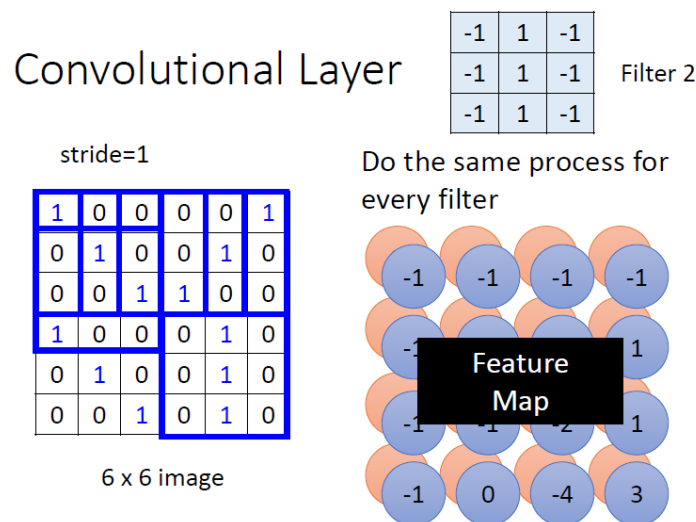 Convolutional Layer
-1 1 -1
-1 1 -1
-1 1 -1
Filter 2
stride=1
1 0 0 0 0 1
0 1 0 0 1 0
0 0 1 1 0 0
1 0 0 0 1 0
0 1 0 0 1 0
0 0 1 0 1 0
6 x 6 image
Do the same process for
every filter
-1 -1 -1 -1
1
Feature
Map
-1 1
-1 0 -4 3